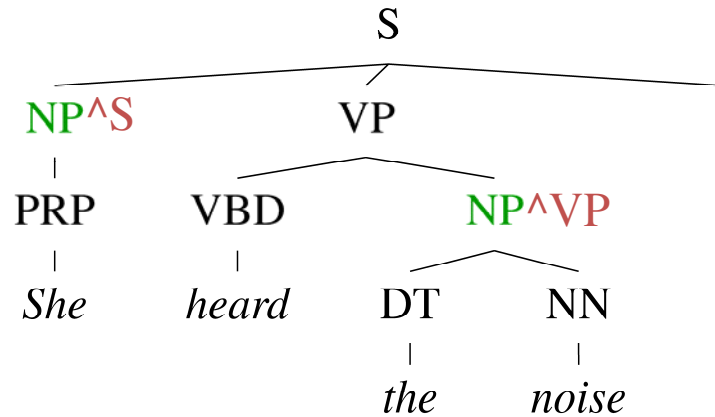 S
NP^S VP
PRP VBD NP^VP
She heard DT NN
the noise